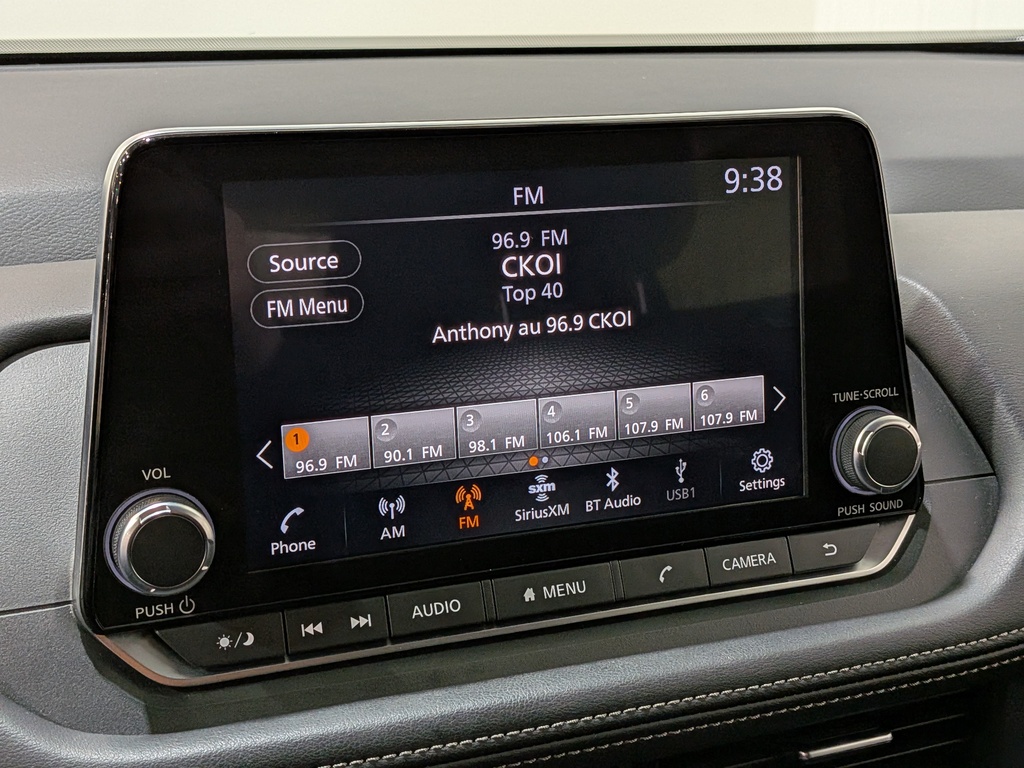 FM
9:38
Source
FM Menu
96.9 FM
CKOI
Top 40
Anthony au 96.9 CKOI
1
96.9 FM
2
90.1 FM
3
98.1 FM
4
106.1 FM
5
107.9 FM
6
107.9 FM
Phone
AM
FM
sxm
SiriusXM
BT Audio
USB1
Settings
VOL
PUSH
TUNE·SCROLL
PUSH SOUND
AUDIO
MENU
CAMERA